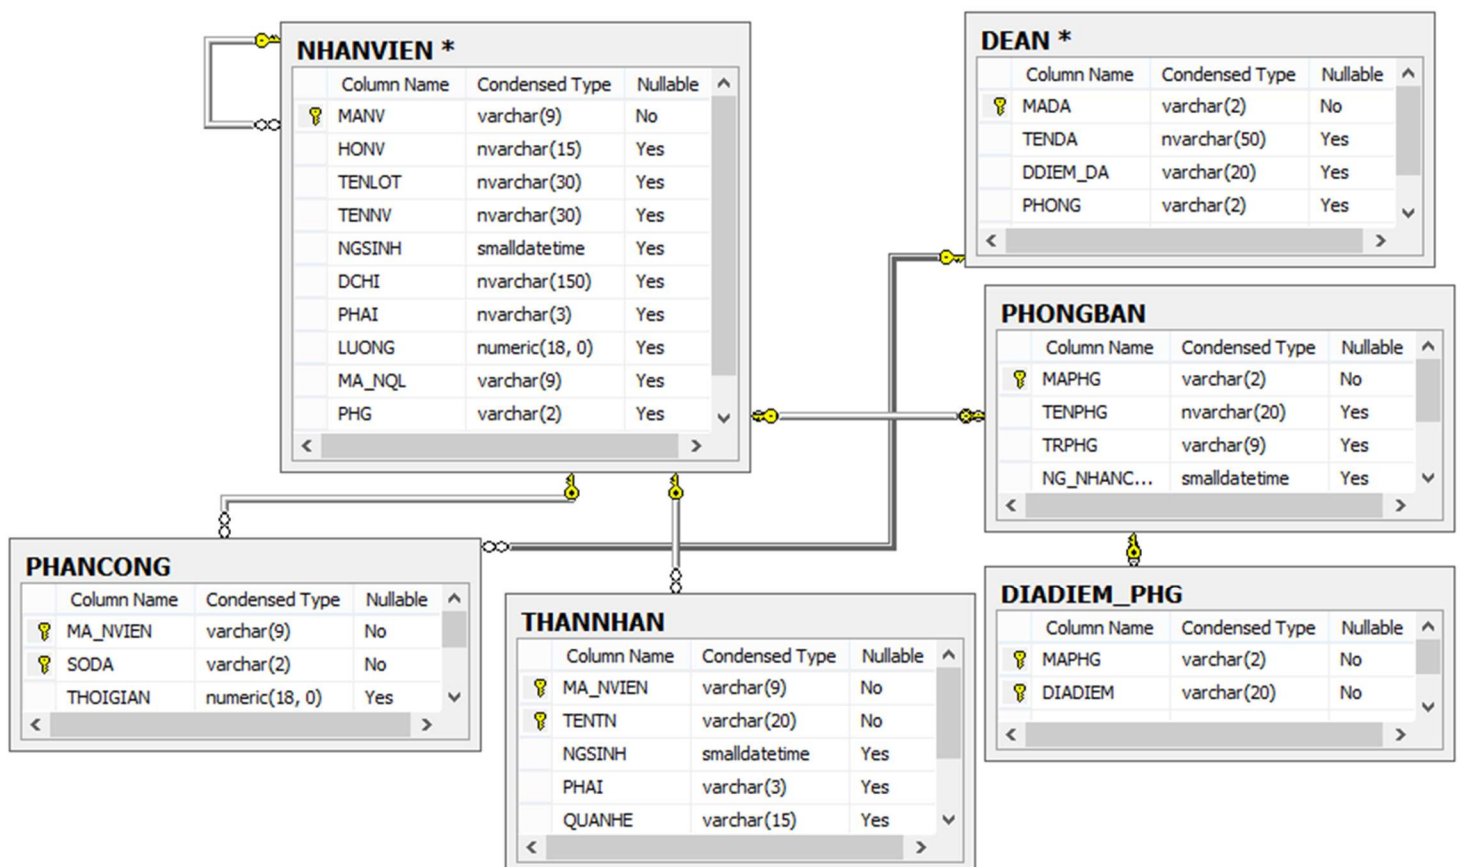 NHANVIEN *
Column Name Condensed Type Nullable
MANV varchar(9) No
HONV nvarchar(15) Yes
TENLOT nvarchar(30) Yes
TENNV nvarchar(30) Yes
NGSINH smalldatetime Yes
DCHI nvarchar(150) Yes
PHAI nvarchar(3) Yes
LUONG numeric(18, 0) Yes
MA_NQL varchar(9) Yes
PHG varchar(2) Yes
DEAN *
Column Name Condensed Type Nullable
MADA varchar(2) No
TENDA nvarchar(50) Yes
DDIEM_DA varchar(20) Yes
PHONG varchar(2) Yes
PHONGBAN
Column Name Condensed Type Nullable
MAPHG varchar(2) No
TENPHG nvarchar(20) Yes
TRPHG varchar(9) Yes
NG_NHANC... smalldatetime Yes
PHANCONG
Column Name Condensed Type Nullable
MA_NVIEN varchar(9) No
SODA varchar(2) No
THOIGIAN numeric(18, 0) Yes
THANNHAN
Column Name Condensed Type Nullable
MA_NVIEN varchar(9) No
TENTN varchar(20) No
NGSINH smalldatetime Yes
PHAI varchar(3) Yes
QUANHE varchar(15) Yes
DIADIEM_PHG
Column Name Condensed Type Nullable
MAPHG varchar(2) No
DIADIEM varchar(20) No